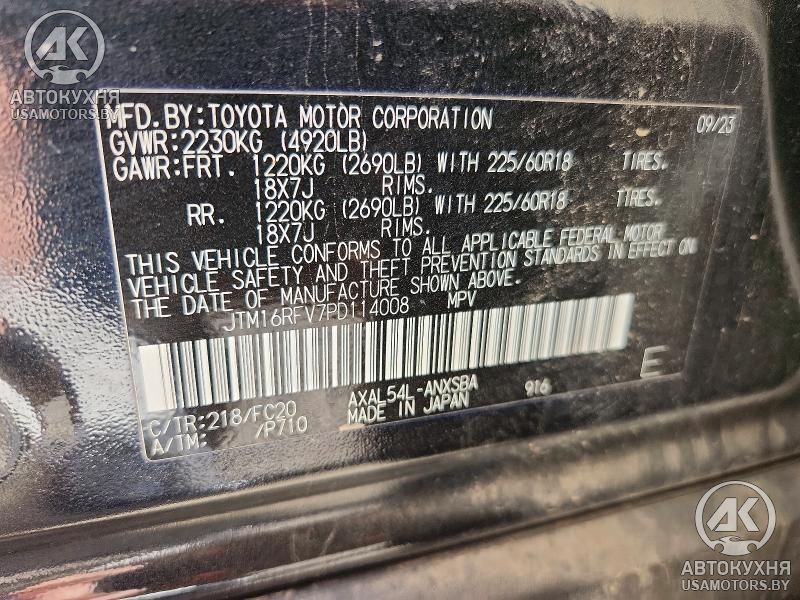 AK
АВТОКУХНЯ
USAMOTORS.BY
MFD.BY:TOYOTA MOTOR CORPORATION 09/23
GVWR:2230KG (4920LB)
GAWR:FRT. 1220KG (2690LB) WITH 225/60R18 TIRES.
18X7J RIMS.
RR. 1220KG (2690LB) WITH 225/60R18 TIRES.
18X7J RIMS.
THIS VEHICLE CONFORMS TO ALL APPLICABLE FEDERAL MOTOR
VEHICLE SAFETY AND THEFT PREVENTION STANDARDS IN EFFECT ON
THE DATE OF MANUFACTURE SHOWN ABOVE.
JTM16RFV7PD114008 MPV
C/TR:218/FC20 AXAL54L-ANXSBA 916 E
A/TM: /P710 MADE IN JAPAN
AK
АВТОКУХНЯ
USAMOTORS.BY